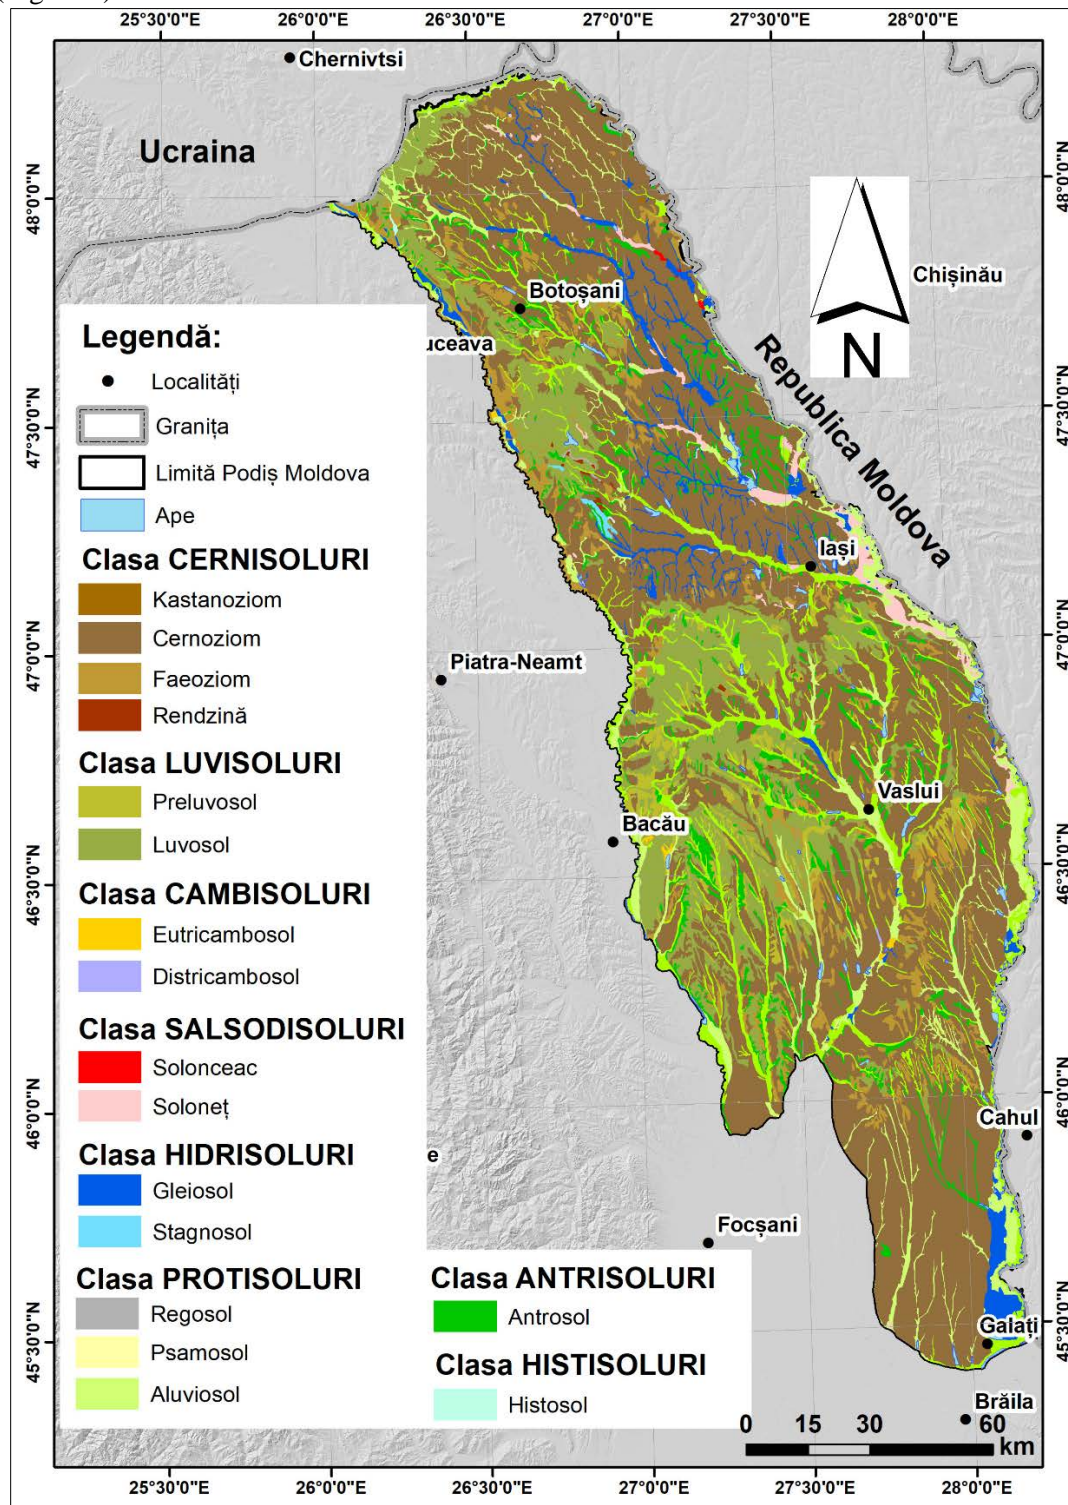 25°30'0"E 26°0'0"E 26°30'0"E 27°0'0"E 27°30'0"E 28°0'0"E
Chernivtsi
Ucraina
48°0'0"N
48°0'0"N
Chișinău
N
Botoșani
uceava
Republica Moldova
47°30'0"N
47°30'0"N
Iași
47°0'0"N
47°0'0"N
Piatra-Neamt
Vaslui
Bacău
46°30'0"N
46°30'0"N
46°0'0"N
46°0'0"N
Cahul
e
Focșani
45°30'0"N
45°30'0"N
Galați
Brăila
Legendă:
Localități
Granița
Limită Podiș Moldova
Ape
Clasa CERNISOLURI
Kastanoziom
Cernoziom
Faeoziom
Rendzină
Clasa LUVISOLURI
Preluvosol
Luvosol
Clasa CAMBISOLURI
Eutricambosol
Districambosol
Clasa SALSODISOLURI
Solonceac
Soloneț
Clasa HIDRISOLURI
Gleiosol
Stagnosol
Clasa PROTISOLURI
Regosol
Psamosol
Aluviosol
Clasa ANTRISOLURI
Antrosol
Clasa HISTISOLURI
Histosol
0 15 30 60
km
25°30'0"E 26°0'0"E 26°30'0"E 27°0'0"E 27°30'0"E 28°0'0"E